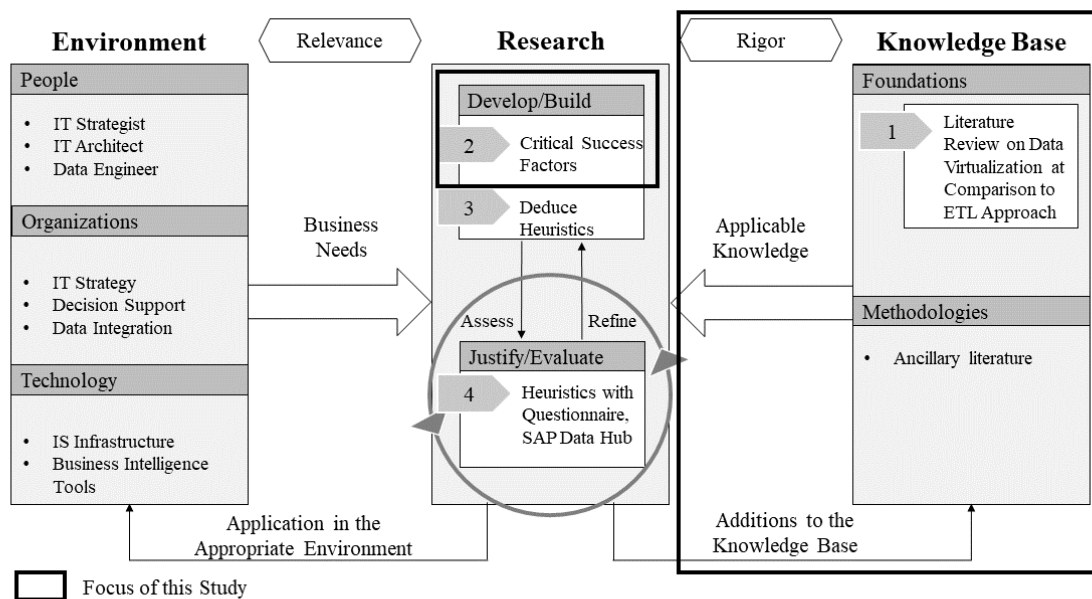 Environment
Relevance
Research
Rigor
Knowledge Base
People
• IT Strategist
• IT Architect
• Data Engineer
Organizations
• IT Strategy
• Decision Support
• Data Integration
Technology
• IS Infrastructure
• Business Intelligence
Tools
Business
Needs
Develop/Build
2
Critical Success
Factors
3
Deduce
Heuristics
Assess
Refine
Justify/Evaluate
4
Heuristics with
Questionnaire,
SAP Data Hub
Applicable
Knowledge
Foundations
1
Literature
Review on Data
Virtualization at
Comparison to
ETL Approach
Methodologies
• Ancillary literature
Application in the
Appropriate Environment
Additions to the
Knowledge Base
Focus of this Study